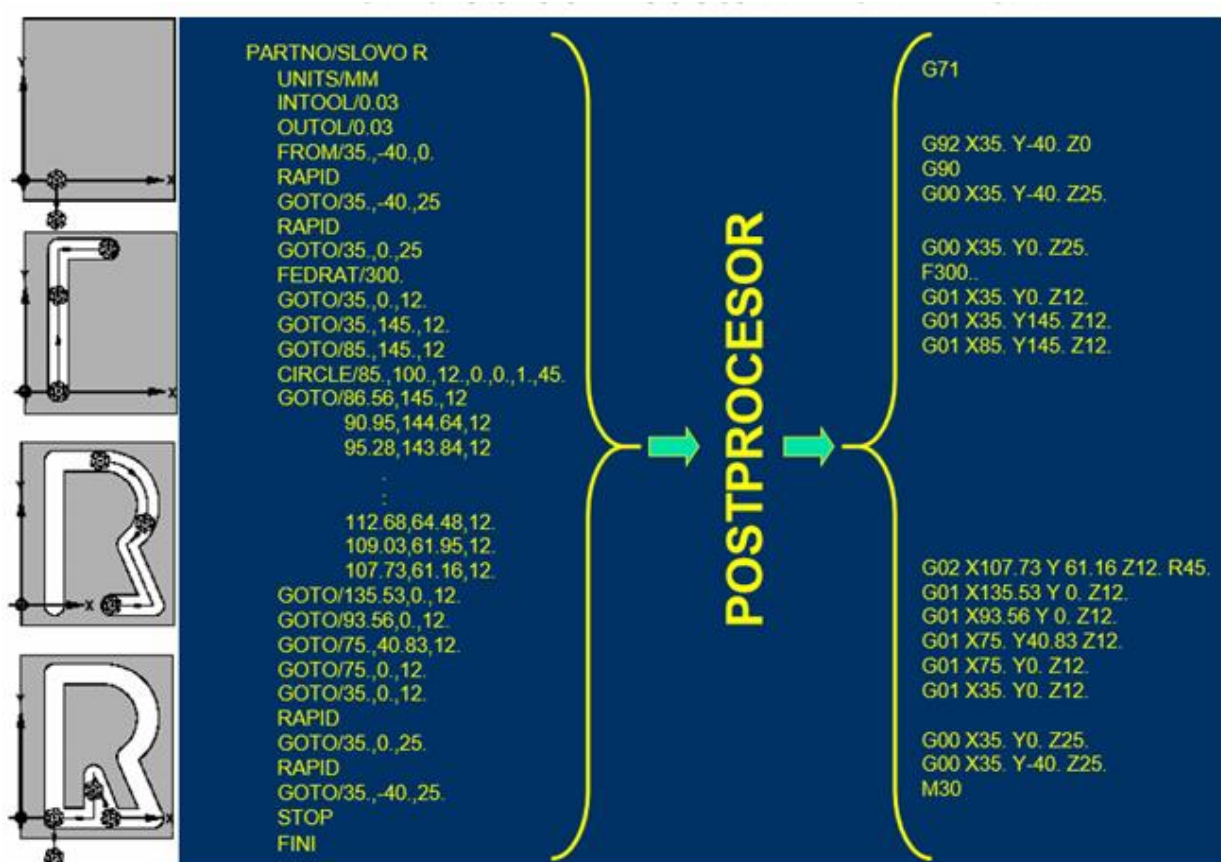 PARTNO/SLOVO R
UNITS/MM
INTOOL/0.03
OUTOL/0.03
FROM/35.,-40.,0.
RAPID
GOTO/35.,-40.,25
RAPID
GOTO/35.,0.,25
FEDRAT/300.
GOTO/35.,0.,12.
GOTO/35.,145.,12.
GOTO/85.,145.,12
CIRCLE/85.,100.,12.,0.,0.,1.,45.
GOTO/86.56,145.,12
90.95,144.64,12
95.28,143.84,12
:
:
112.68,64.48,12.
109.03,61.95,12.
107.73,61.16,12.
GOTO/135.53,0.,12.
GOTO/93.56,0.,12.
GOTO/75.,40.83,12.
GOTO/75.,0.,12.
GOTO/35.,0.,12.
RAPID
GOTO/35.,0.,25.
RAPID
GOTO/35.,-40.,25.
STOP
FINI
POSTPROCESOR
G71
G92 X35. Y-40. Z0
G90
G00 X35. Y-40. Z25.
G00 X35. Y0. Z25.
F300..
G01 X35. Y0. Z12.
G01 X35. Y145. Z12.
G01 X85. Y145. Z12.
G02 X107.73 Y 61.16 Z12. R45.
G01 X135.53 Y 0. Z12.
G01 X93.56 Y 0. Z12.
G01 X75. Y40.83 Z12.
G01 X75. Y0. Z12.
G01 X35. Y0. Z12.
G00 X35. Y0. Z25.
G00 X35. Y-40. Z25.
M30
Y
X
Y
X
Y
X
Y
X